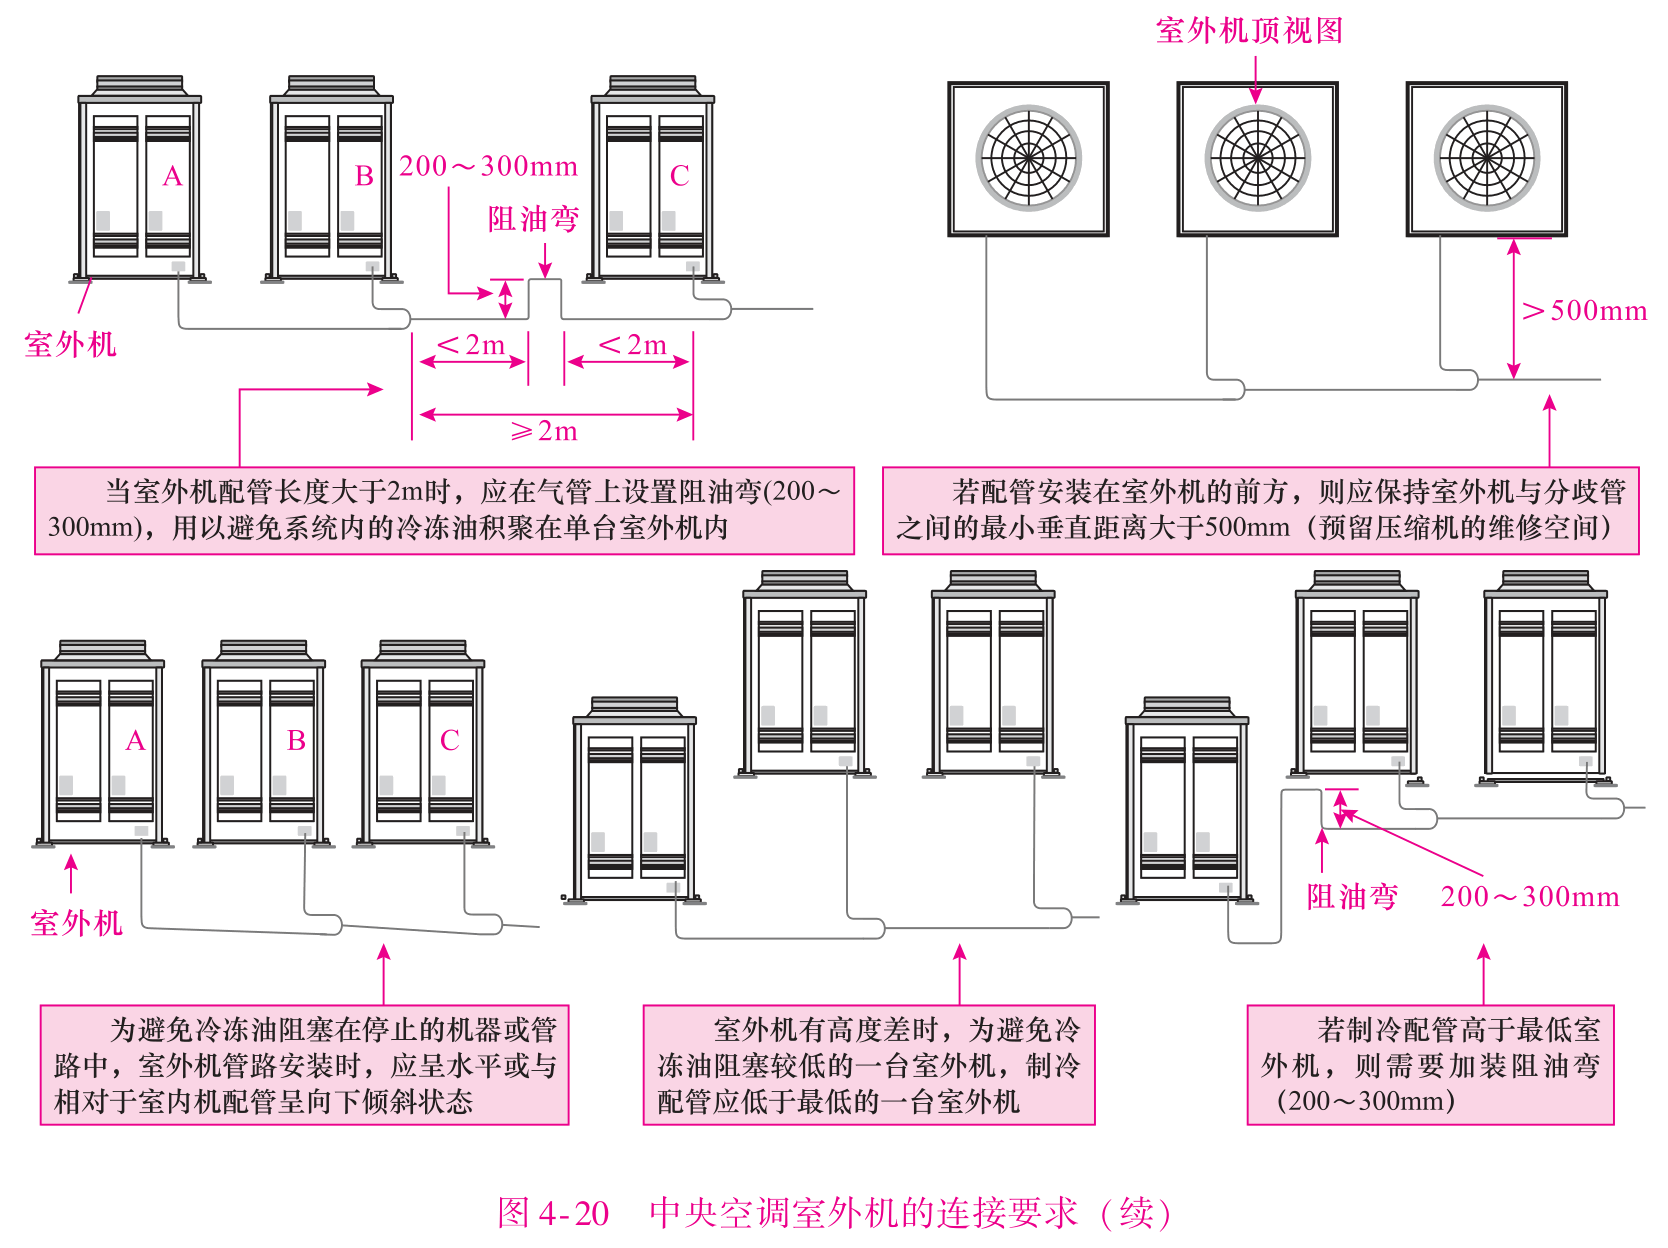 室外机顶视图
A
B
200～300mm
C
阻油弯
＞500mm
室外机
＜2m
＜2m
≥2m
当室外机配管长度大于2m时，应在气管上设置阻油弯(200～
300mm)，用以避免系统内的冷冻油积聚在单台室外机内
若配管安装在室外机的前方，则应保持室外机与分歧管
之间的最小垂直距离大于500mm（预留压缩机的维修空间）
A
B
C
室外机
阻油弯
200～300mm
为避免冷冻油阻塞在停止的机器或管
路中，室外机管路安装时，应呈水平或与
相对于室内机配管呈向下倾斜状态
室外机有高度差时，为避免冷
冻油阻塞较低的一台室外机，制冷
配管应低于最低的一台室外机
若制冷配管高于最低室
外机，则需要加装阻油弯
（200～300mm）
图 4-20　中央空调室外机的连接要求（续）